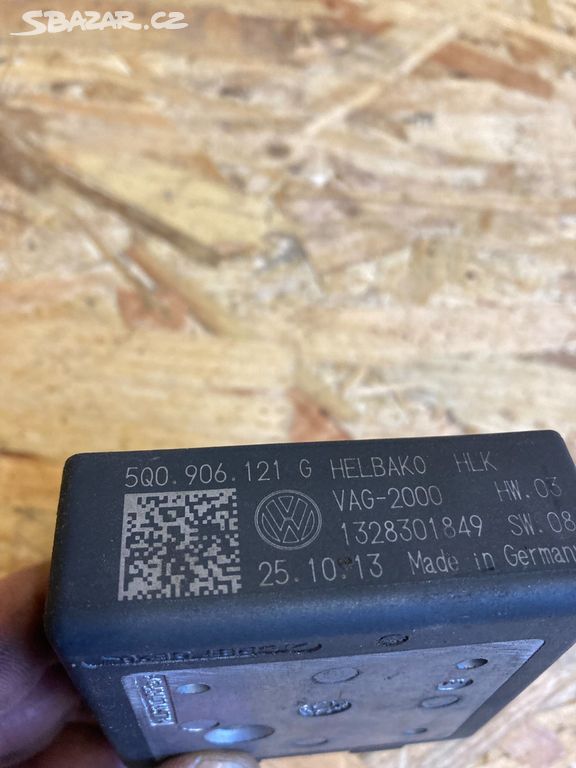 SBAZAR.CZ
5Q0.906.121 G HELBAKO HLK
VAG-2000 HW.03
1328301849 SW.08
25.10.13 Made in Germany